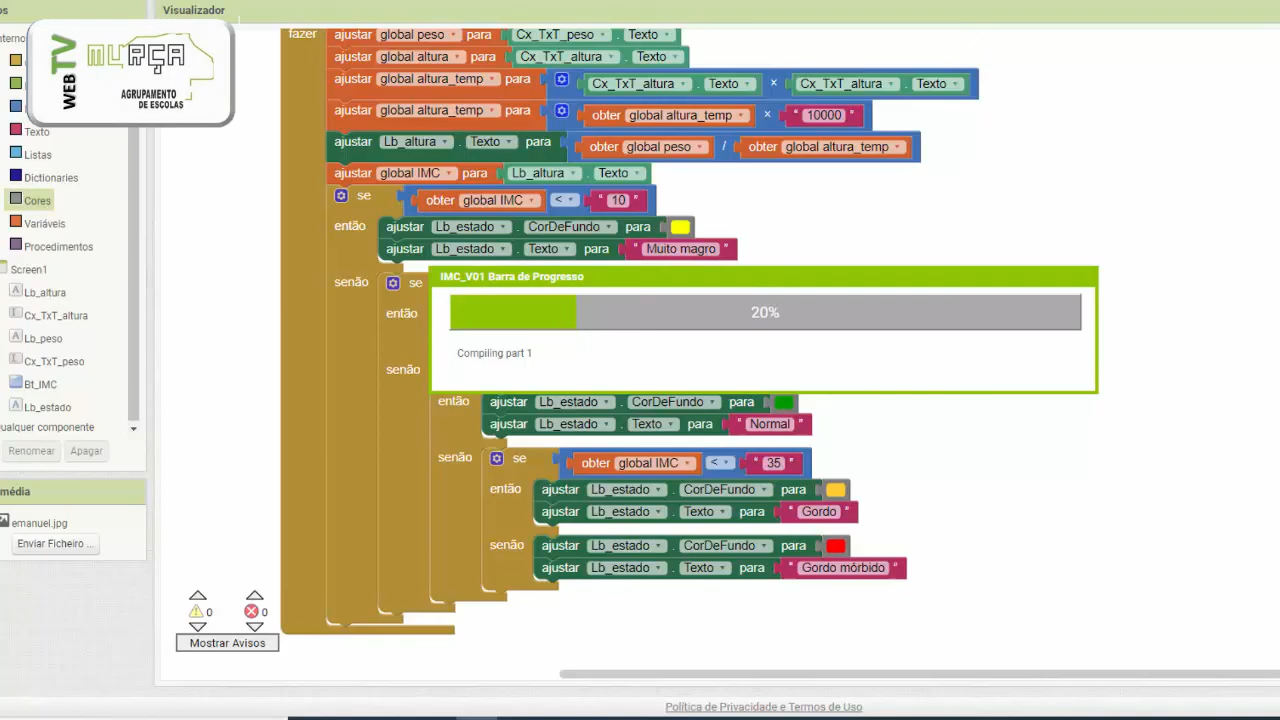 os
Visualizador
WEB TV
MURÇA
AGRUPAMENTO
DE ESCOLAS
nterno
Texto
Listas
Dictionaries
Cores
Variáveis
Procedimentos
Screen1
Lb_altura
Cx_TxT_altura
Lb_peso
Cx_TxT_peso
Bt_IMC
Lb_estado
ualquer componente
Renomear Apagar
média
emanuel.jpg
Enviar Ficheiro ...
fazer ajustar global peso para Cx_TxT_peso . Texto
ajustar global altura para Cx_TxT_altura . Texto
ajustar global altura_temp para Cx_TxT_altura . Texto × Cx_TxT_altura . Texto
ajustar global altura_temp para obter global altura_temp × " 10000 "
ajustar Lb_altura . Texto para obter global peso / obter global altura_temp
ajustar global IMC para Lb_altura . Texto
se obter global IMC < " 10 "
então ajustar Lb_estado . CorDeFundo para
ajustar Lb_estado . Texto para " Muito magro "
senão se
então
senão
IMC_V01 Barra de Progresso
20%
Compiling part 1
então ajustar Lb_estado . CorDeFundo para
ajustar Lb_estado . Texto para " Normal "
senão se obter global IMC < " 35 "
então ajustar Lb_estado . CorDeFundo para
ajustar Lb_estado . Texto para " Gordo "
senão ajustar Lb_estado . CorDeFundo para
ajustar Lb_estado . Texto para " Gordo mórbido "
0 0
Mostrar Avisos
Política de Privacidade e Termos de Uso